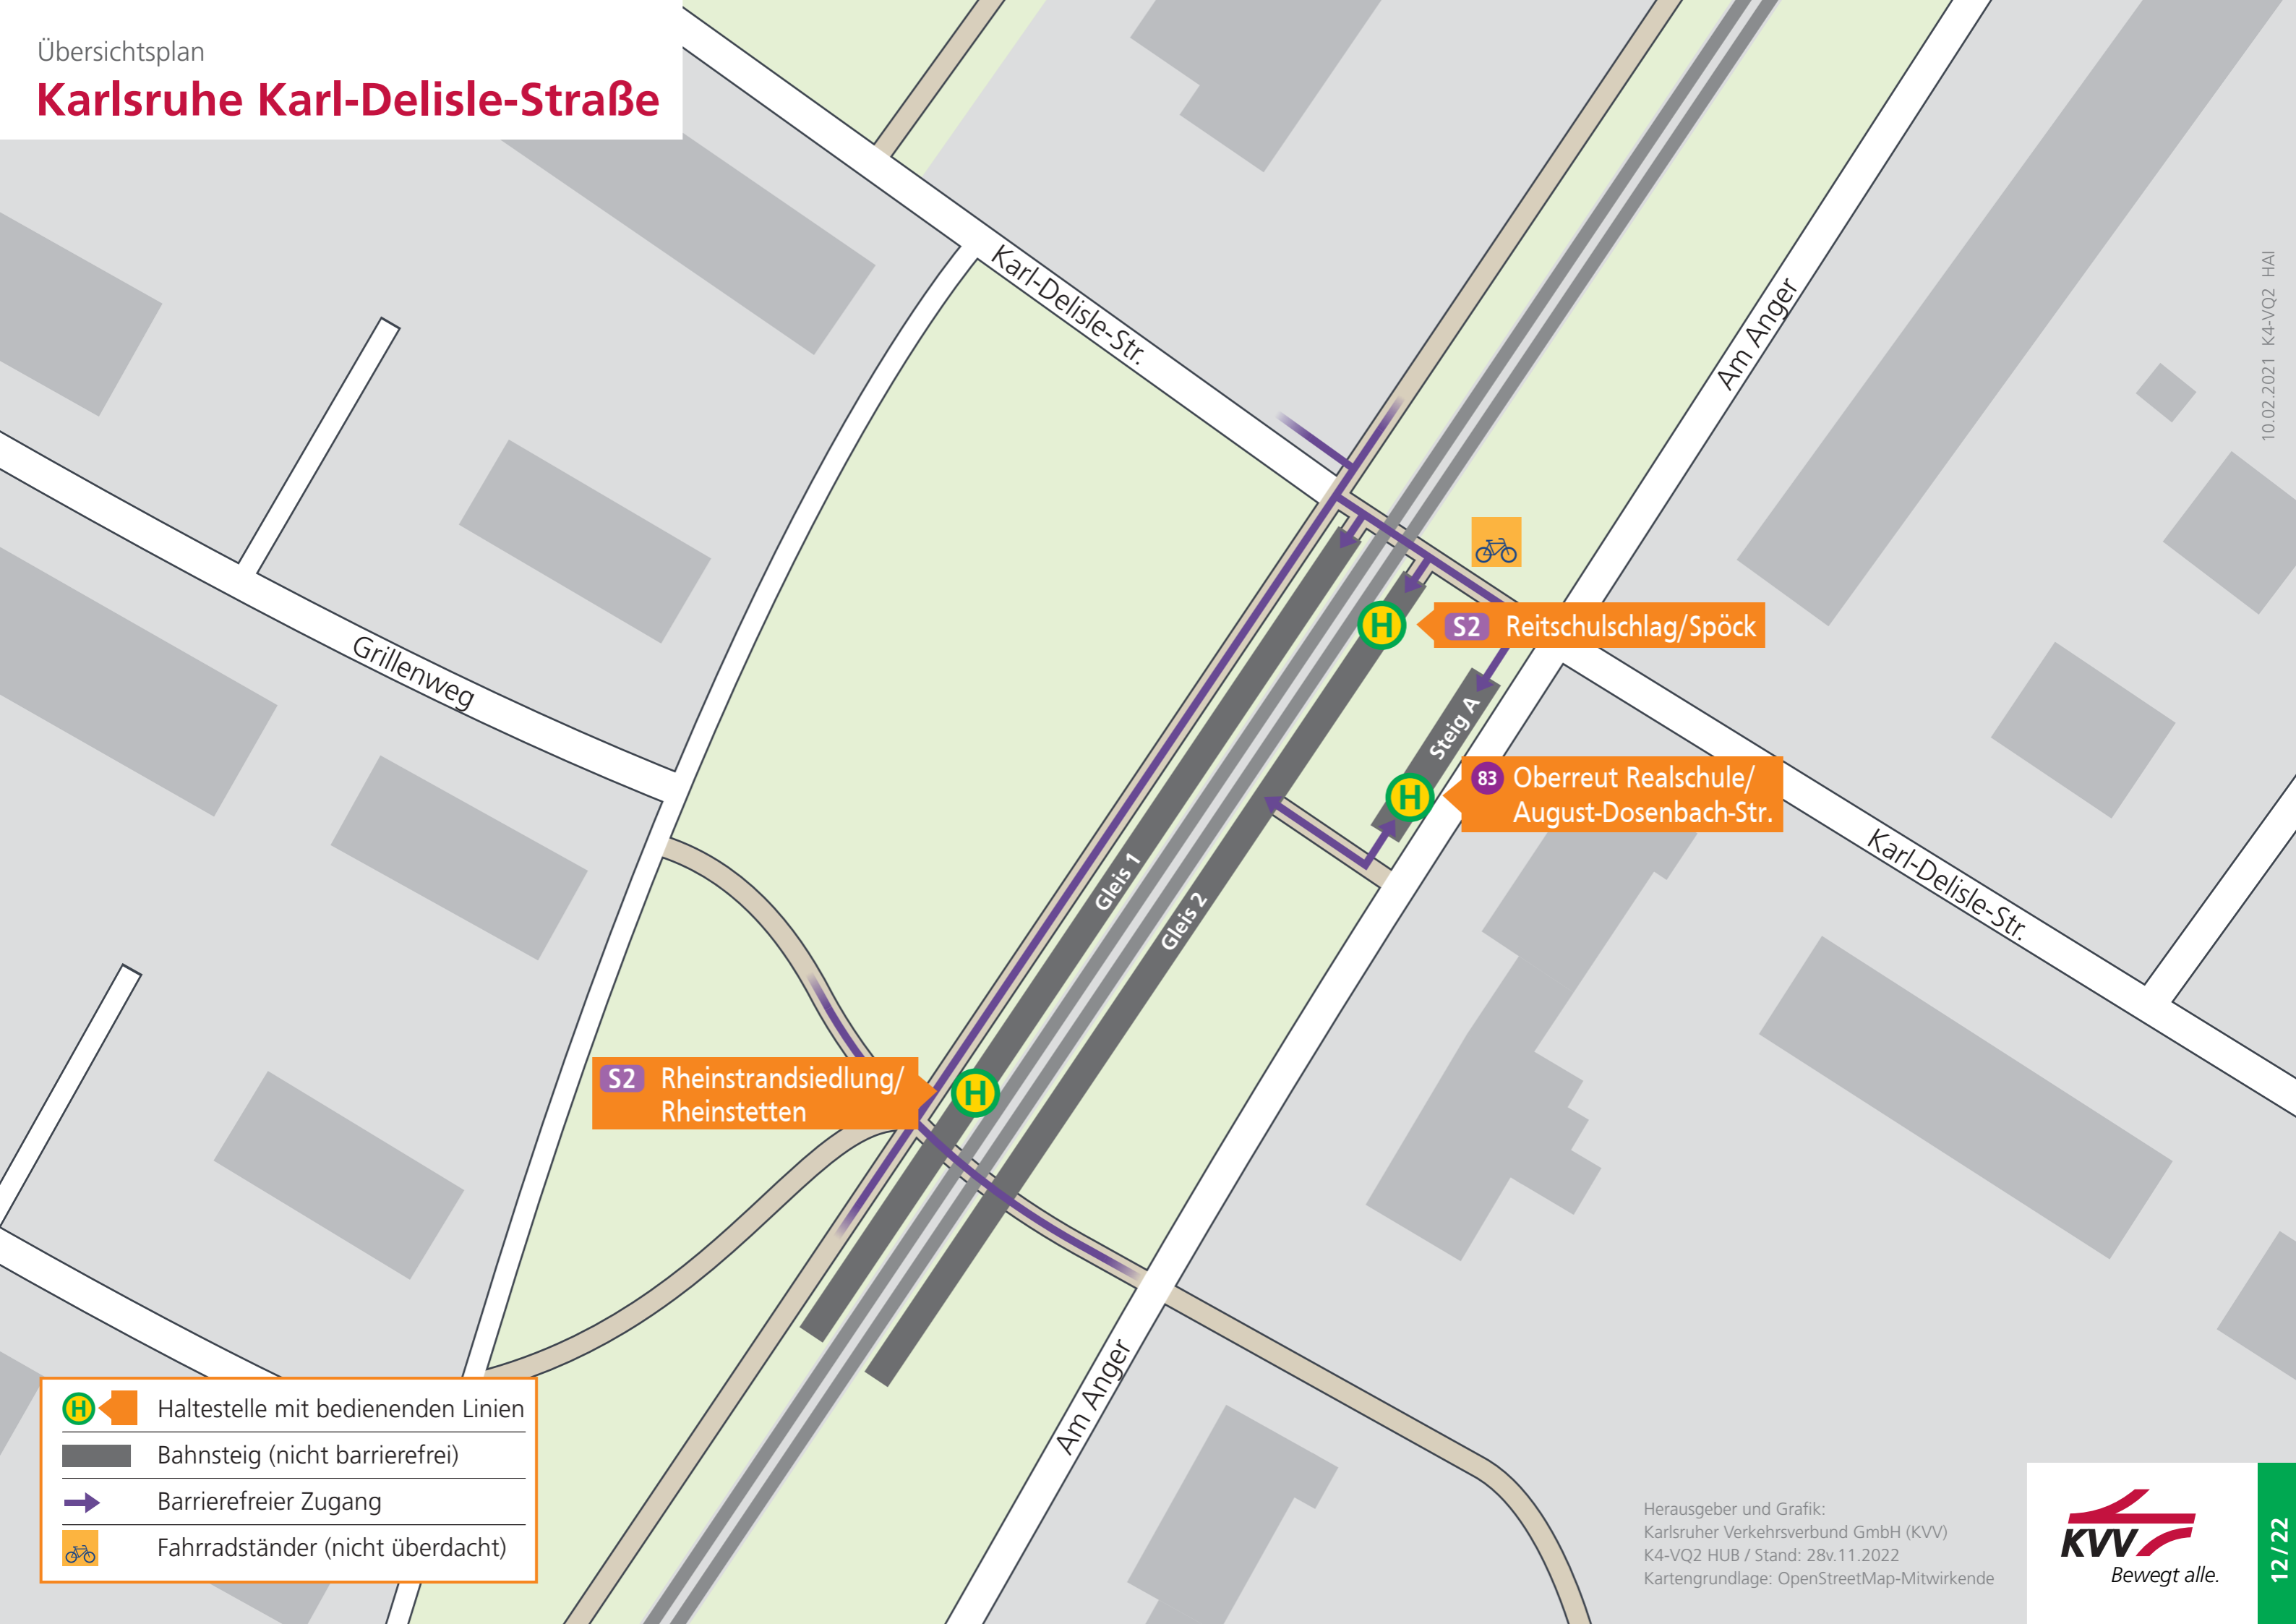 Übersichtsplan
Karlsruhe Karl-Delisle-Straße
10.02.2021 K4-VQ2 HAI
Karl-Delisle-Str.
Am Anger
S2 Reitschulschlag/Spöck
Grillenweg
Steig A
83 Oberreut Realschule/
August-Dosenbach-Str.
Karl-Delisle-Str.
Gleis 1
Gleis 2
H
H
H
S2 Rheinstrandsiedlung/
Rheinstetten
Am Anger
H Haltestelle mit bedienenden Linien
Bahnsteig (nicht barrierefrei)
Barrierefreier Zugang
Fahrradständer (nicht überdacht)
Herausgeber und Grafik:
Karlsruher Verkehrsverbund GmbH (KVV)
K4-VQ2 HUB / Stand: 28v.11.2022
Kartengrundlage: OpenStreetMap-Mitwirkende
KVV
Bewegt alle.
12/22